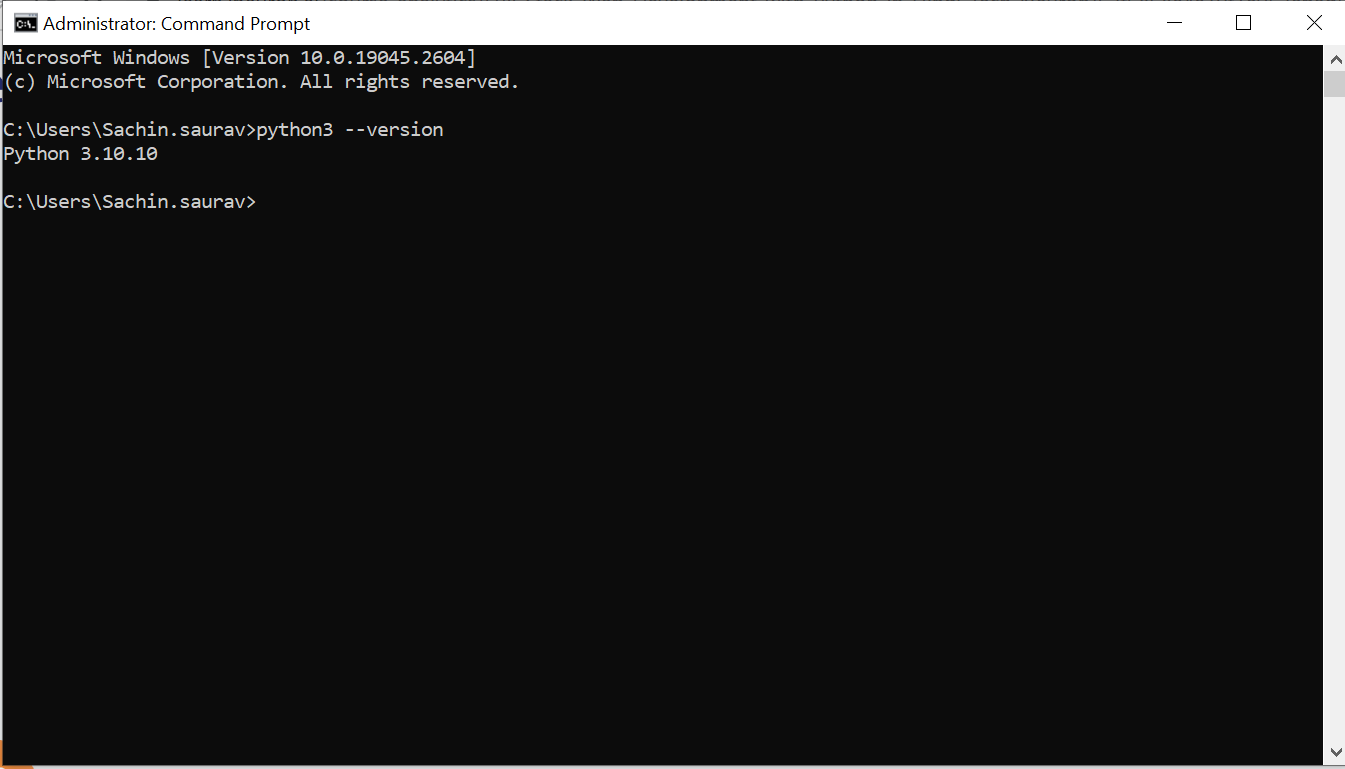 Administrator: Command Prompt
Microsoft Windows [Version 10.0.19045.2604]
(c) Microsoft Corporation. All rights reserved.
C:\Users\Sachin.saurav>python3 --version
Python 3.10.10
C:\Users\Sachin.saurav>